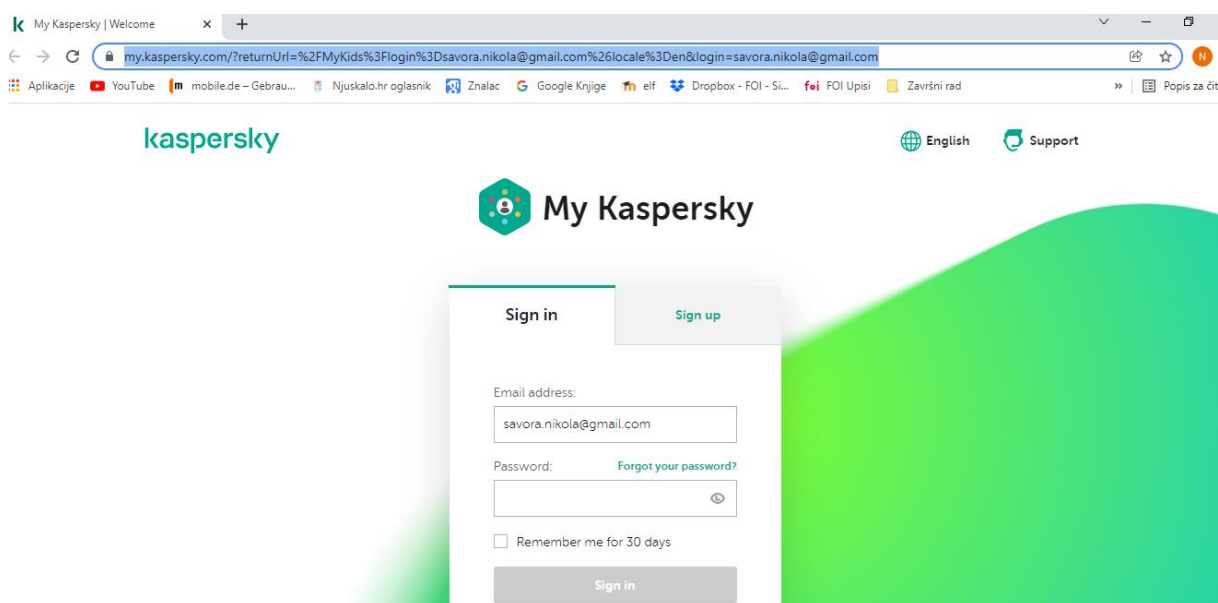 My Kaspersky | Welcome
my.kaspersky.com/?returnUrl=%2FMyKids%3Flogin%3Dsavora.nikola@gmail.com%26locale%3Den&login=savora.nikola@gmail.com
N
Aplikacije YouTube mobile.de – Gebrau... Njuskalo.hr oglasnik Znalac Google Knjige elf Dropbox - FOI - Si... FOI Upisi Završni rad » Popis za čit
kaspersky English Support
My Kaspersky
Sign in Sign up
Email address:
savora.nikola@gmail.com
Password: Forgot your password?
Remember me for 30 days
Sign in